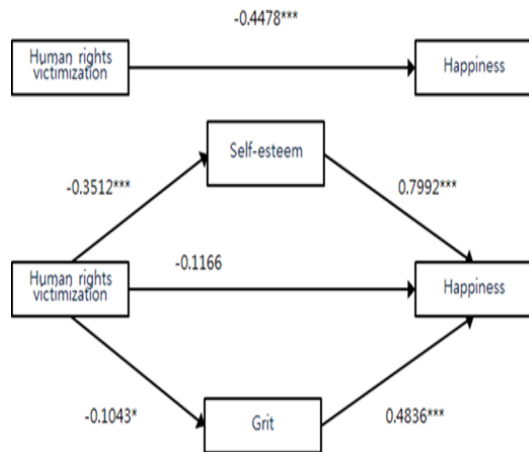 -0.4478***
Human rights
victimization
Happiness
Self-esteem
-0.3512***
0.7992***
-0.1166
Human rights
victimization
Happiness
-0.1043*
Grit
0.4836***